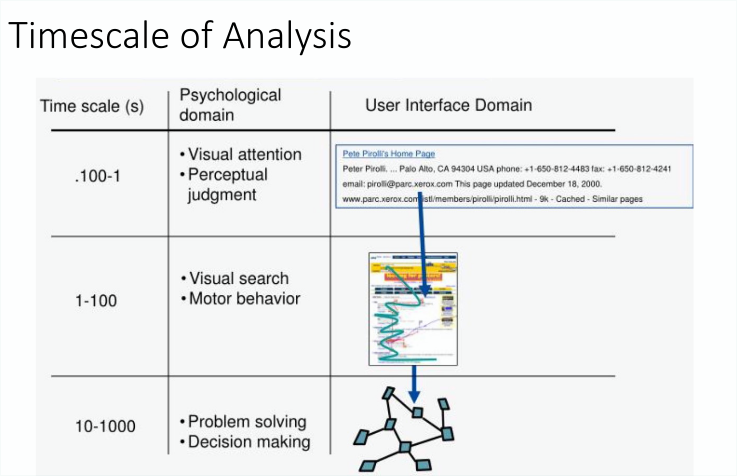 Timescale of Analysis
Time scale (s)
Psychological
domain
User Interface Domain
.100-1
• Visual attention
• Perceptual
judgment
Pete Pirolli's Home Page
Peter Pirolli. ... Palo Alto, CA 94304 USA phone: +1-650-812-4483 fax: +1-650-812-4241
email: pirolli@parc.xerox.com This page updated December 18, 2000.
www.parc.xerox.com/istl/members/pirolli/pirolli.html - 9k - Cached - Similar pages
1-100
• Visual search
• Motor behavior
10-1000
• Problem solving
• Decision making